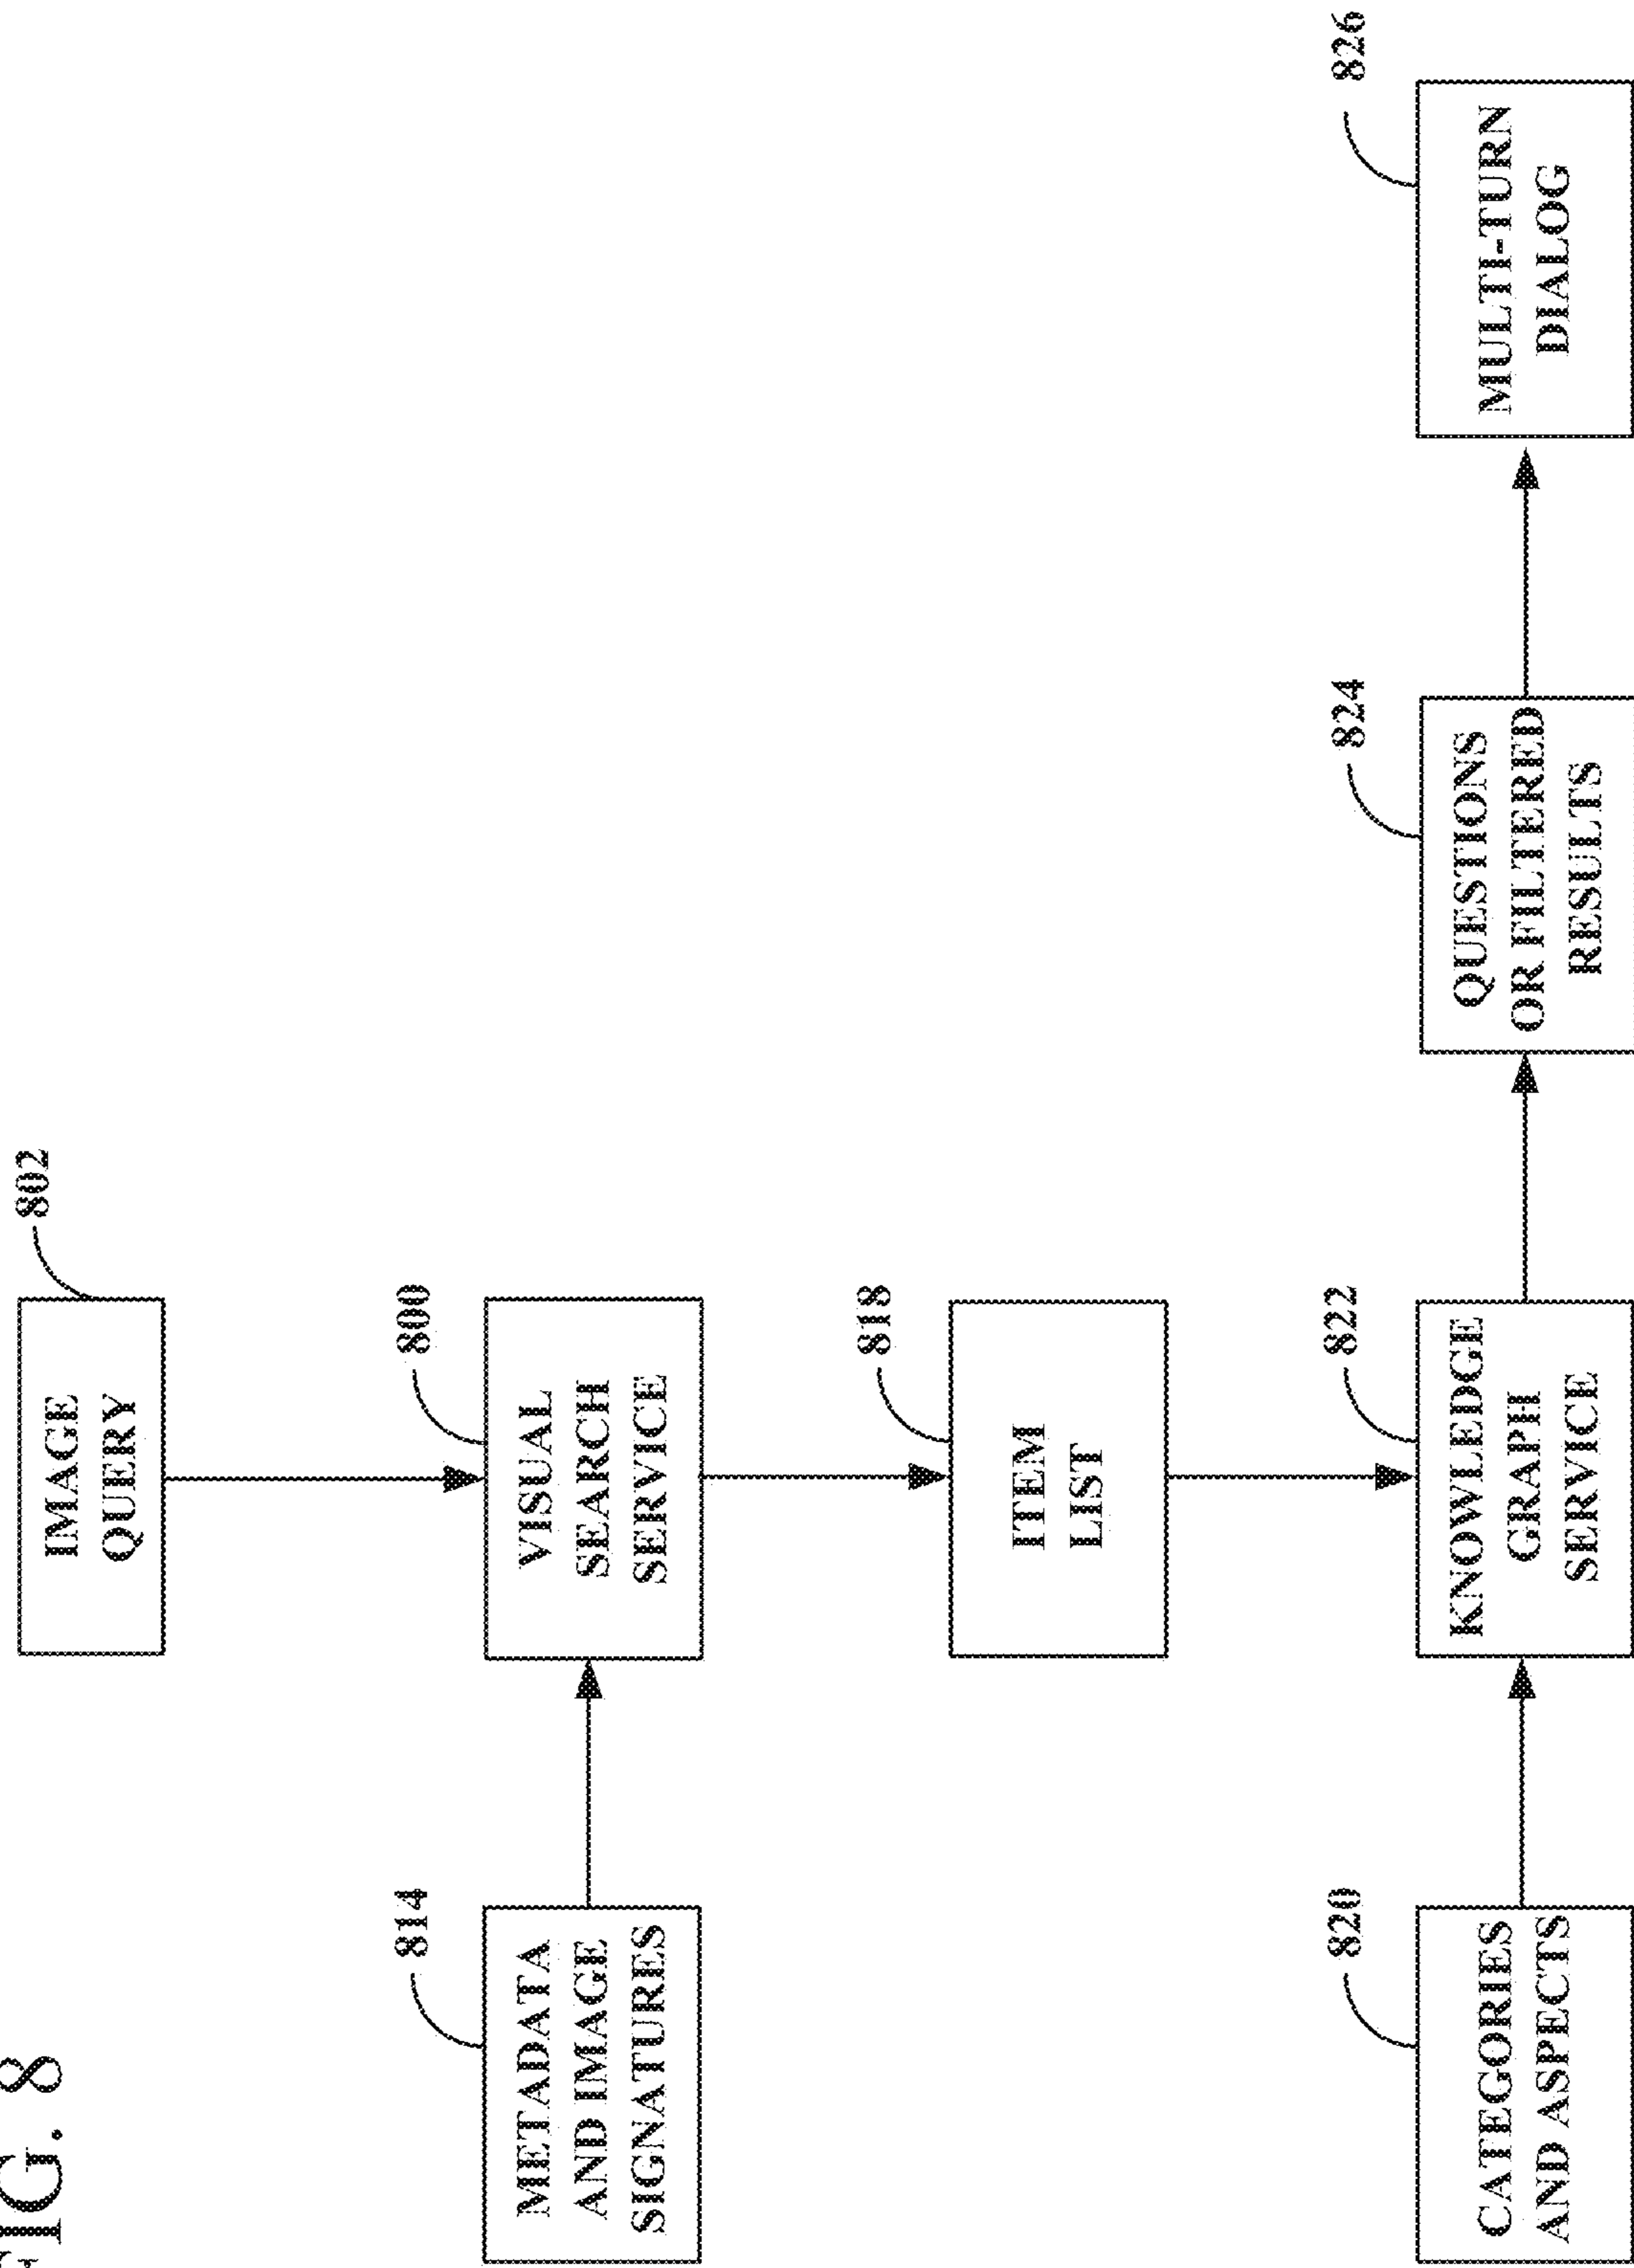 FIG. 8
802
IMAGE
QUERY
814
METADATA
AND IMAGE
SIGNATURES
800
VISUAL
SEARCH
SERVICE
818
ITEM
LIST
820
CATEGORIES
AND ASPECTS
822
KNOWLEDGE
GRAPH
SERVICE
824
QUESTIONS
OR FILTERED
RESULTS
826
MULTI-TURN
DIALOG